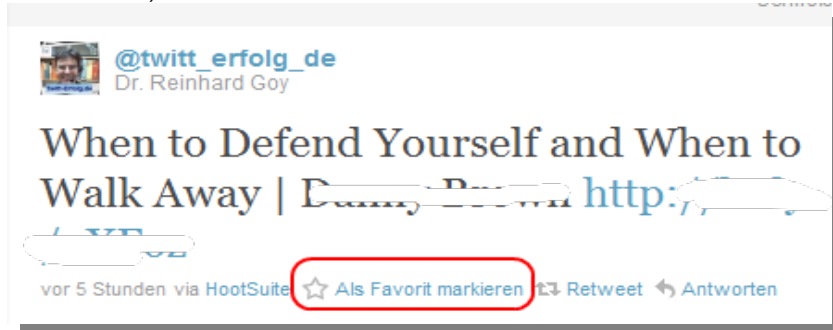 @twitt_erfolg_de
Dr. Reinhard Goy
When to Defend Yourself and When to
Walk Away | http:/
vor 5 Stunden via HootSuite Als Favorit markieren Retweet Antworten